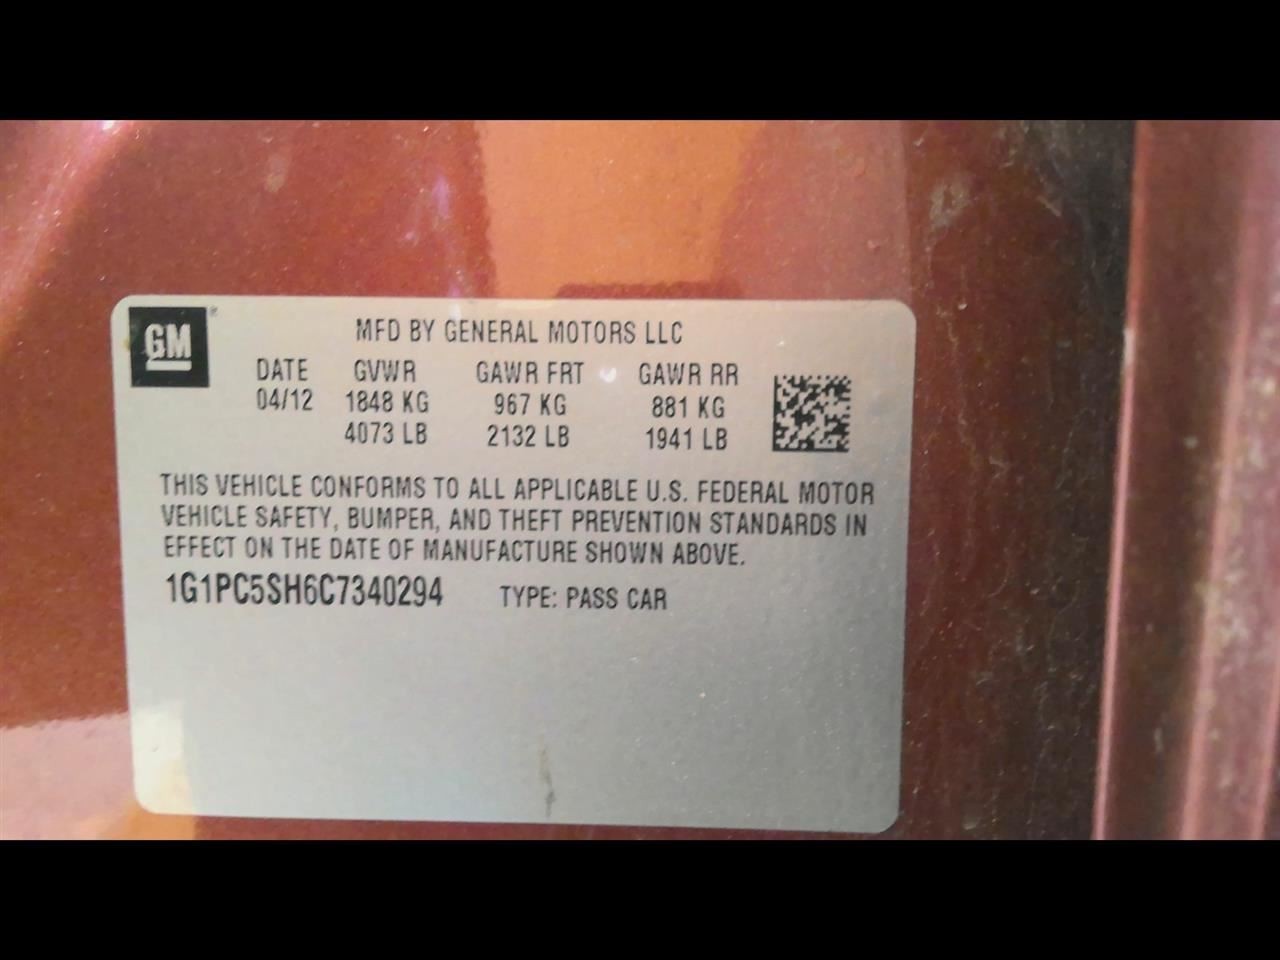 GM ®
MFD BY GENERAL MOTORS LLC
DATE GVWR GAWR FRT GAWR RR
04/12 1848 KG 967 KG 881 KG
4073 LB 2132 LB 1941 LB
THIS VEHICLE CONFORMS TO ALL APPLICABLE U.S. FEDERAL MOTOR
VEHICLE SAFETY, BUMPER, AND THEFT PREVENTION STANDARDS IN
EFFECT ON THE DATE OF MANUFACTURE SHOWN ABOVE.
1G1PC5SH6C7340294 TYPE: PASS CAR